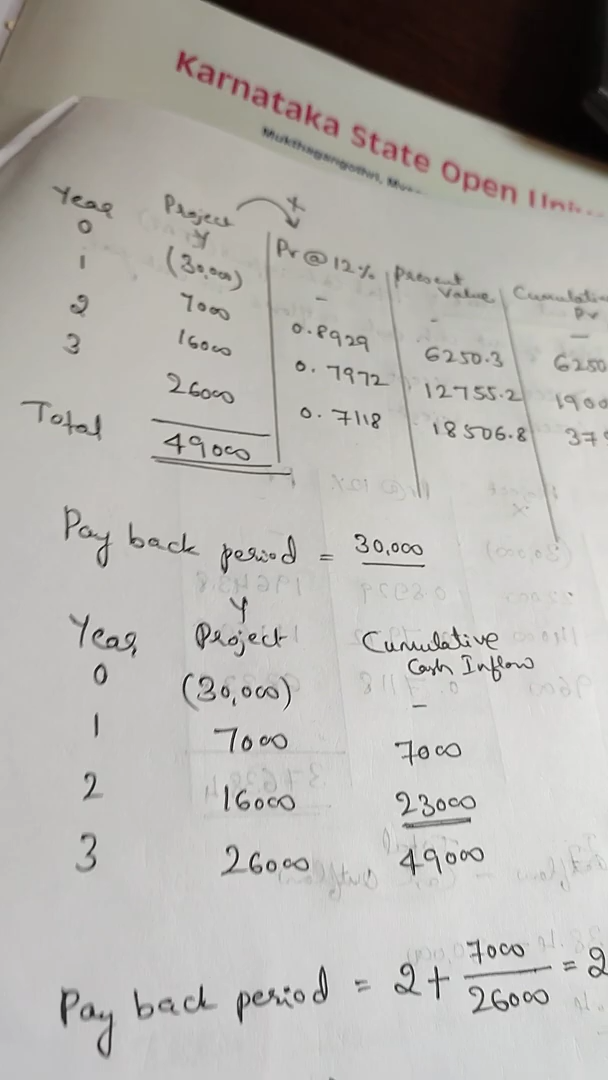 Karnataka State Open
Mukthagangothri,
Year Project Y Pv @ 12% Present Value Cumulative Pv
0 (30,000) - - -
1 7000 0.8929 6250.3 6250
2 16000 0.7972 12755.2 1900
3 26000 0.7118 18506.8 37
Total 49000
Pay back period = 30,000
Year Y Project Cumulative Cash Inflow
0 (30,000) -
1 7000 7000
2 16000 23000
3 26000 49000
Pay back period = 2 + 7000/26000 = 2